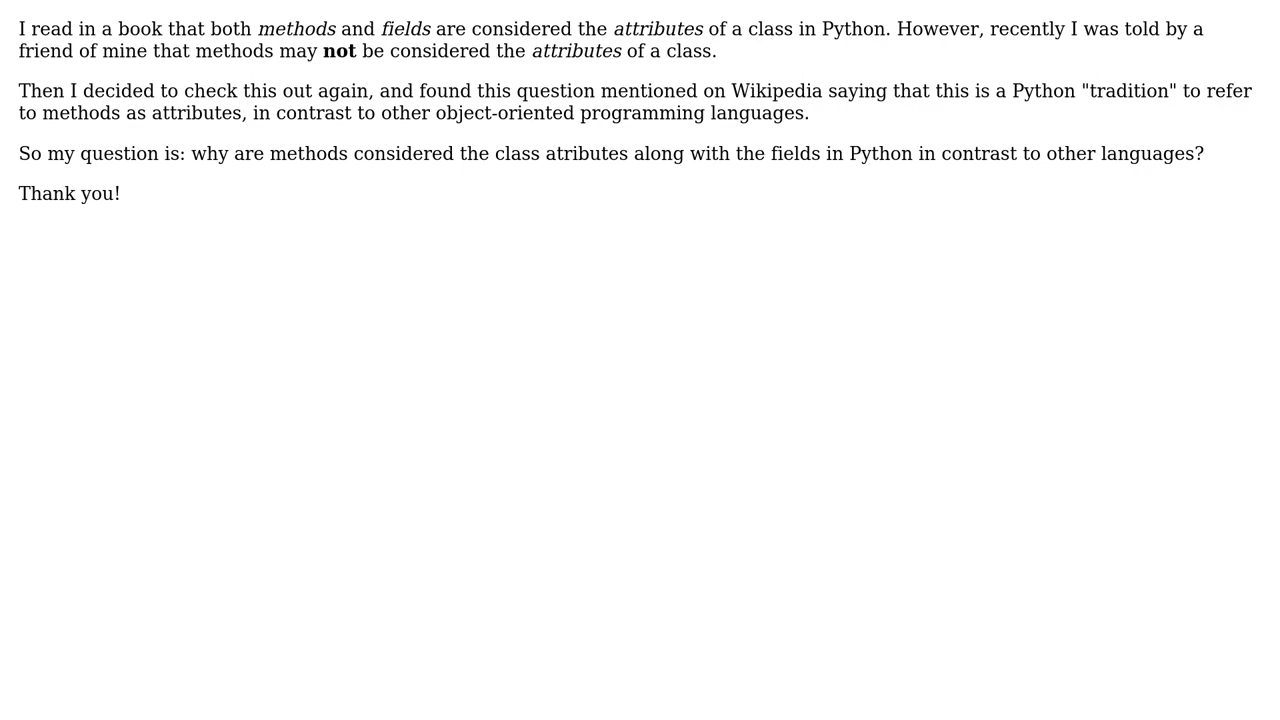 I read in a book that both methods and fields are considered the attributes of a class in Python. However, recently I was told by a
friend of mine that methods may not be considered the attributes of a class.
Then I decided to check this out again, and found this question mentioned on Wikipedia saying that this is a Python "tradition" to refer
to methods as attributes, in contrast to other object-oriented programming languages.
So my question is: why are methods considered the class atributes along with the fields in Python in contrast to other languages?
Thank you!